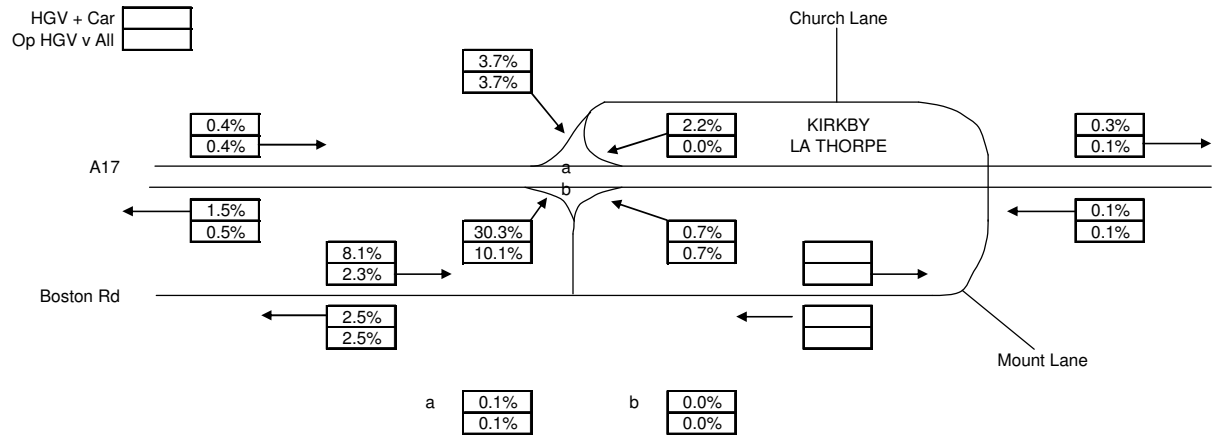 HGV + Car
Op HGV v All
Church Lane
3.7%
3.7%
0.4%
0.4%
2.2%
0.0%
KIRKBY
LA THORPE
0.3%
0.1%
A17
a
b
1.5%
0.5%
30.3%
10.1%
0.7%
0.7%
0.1%
0.1%
8.1%
2.3%
Boston Rd
2.5%
2.5%
Mount Lane
a
0.1%
0.1%
b
0.0%
0.0%